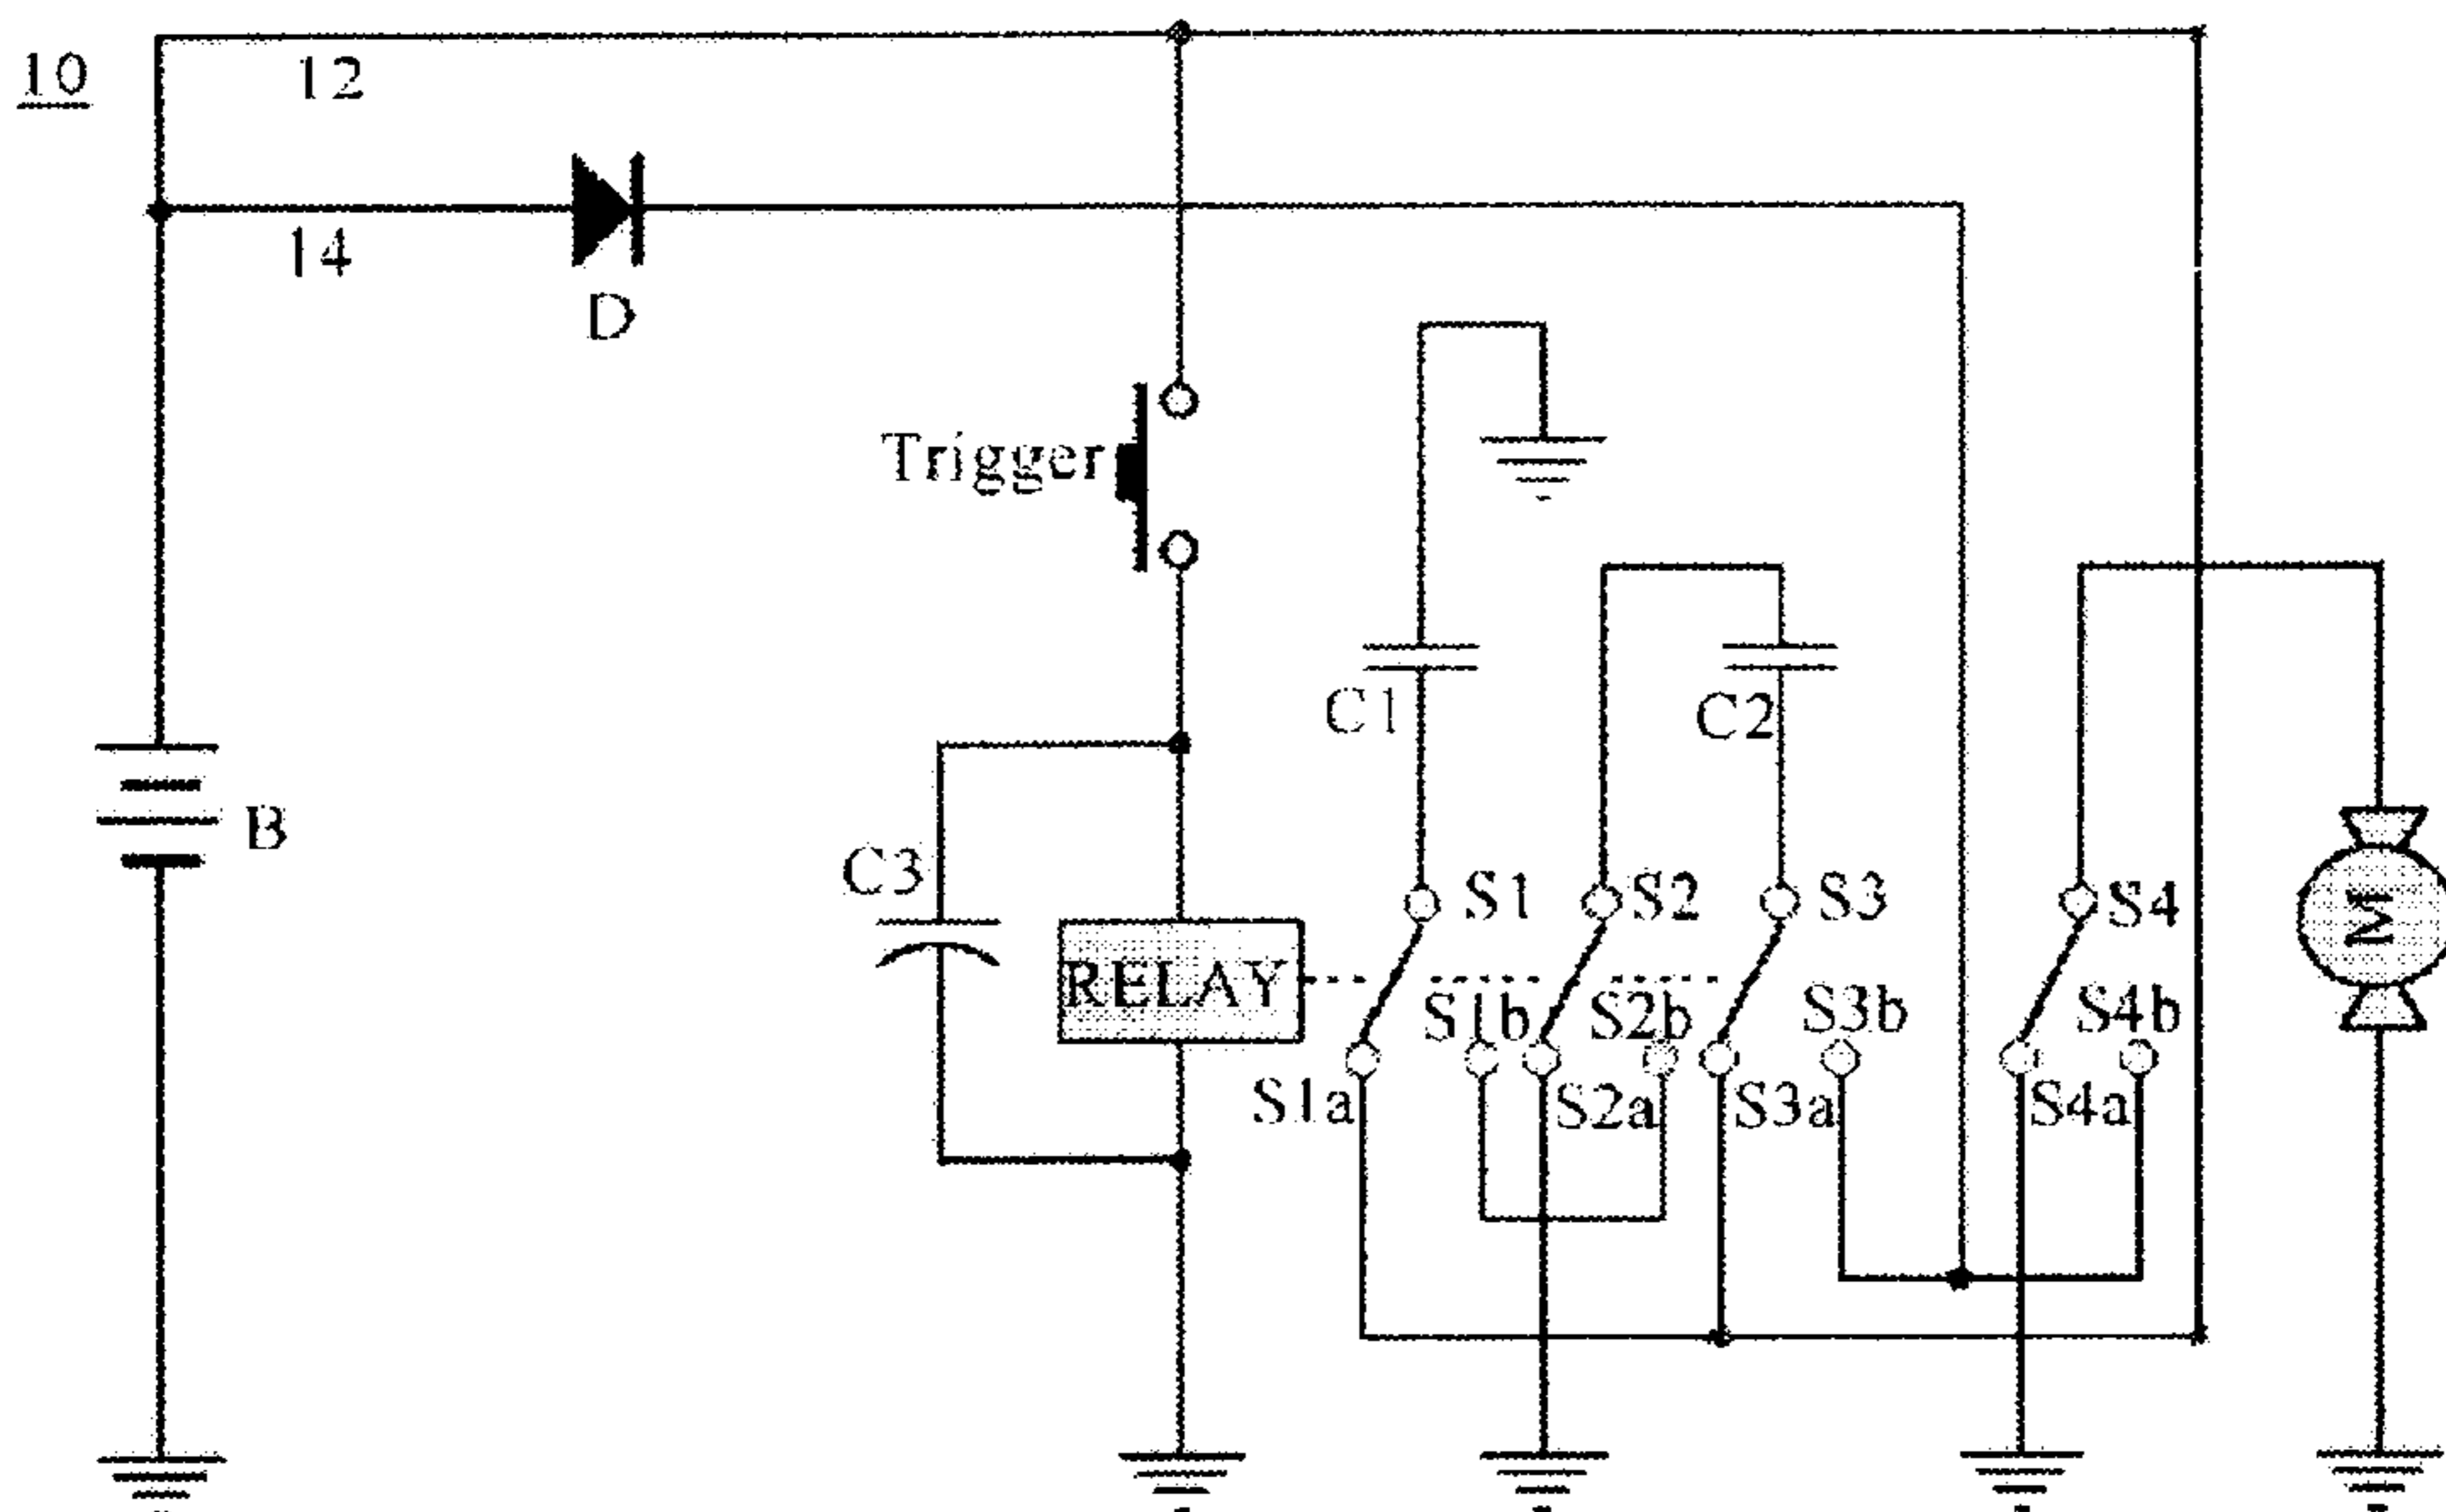 10
12
14
D
Trigger
C1
C2
B
C3
S1
S2
S3
S4
RELAY
M
S1b
S2b
S3b
S4b
S1a
S2a
S3a
S4a